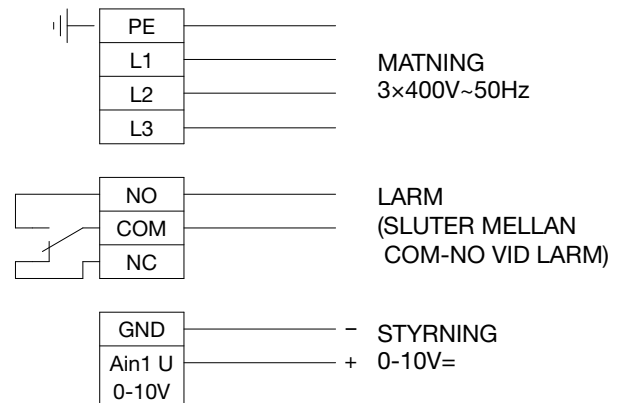 PE
L1
L2
L3
MATNING
3×400V~50Hz
NO
COM
NC
LARM
(SLUTER MELLAN
COM-NO VID LARM)
GND
Ain1 U
0-10V
− STYRNING
+ 0-10V=